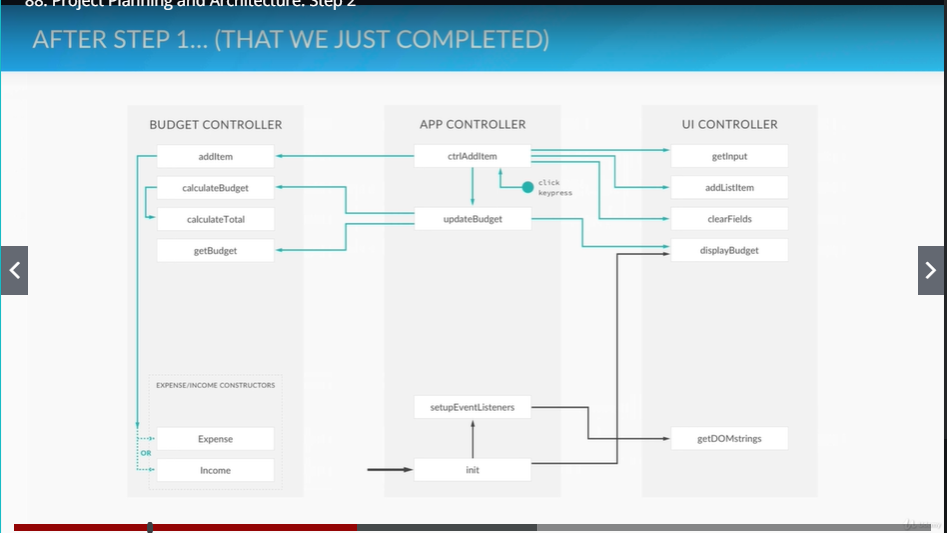 88. Project Planning and Architecture: Step 2
AFTER STEP 1... (THAT WE JUST COMPLETED)
BUDGET CONTROLLER
addItem
calculateBudget
calculateTotal
getBudget
EXPENSE/INCOME CONSTRUCTORS
Expense
OR
Income
APP CONTROLLER
ctrlAddItem
click
keypress
updateBudget
setupEventListeners
init
UI CONTROLLER
getInput
addListItem
clearFields
displayBudget
getDOMstrings